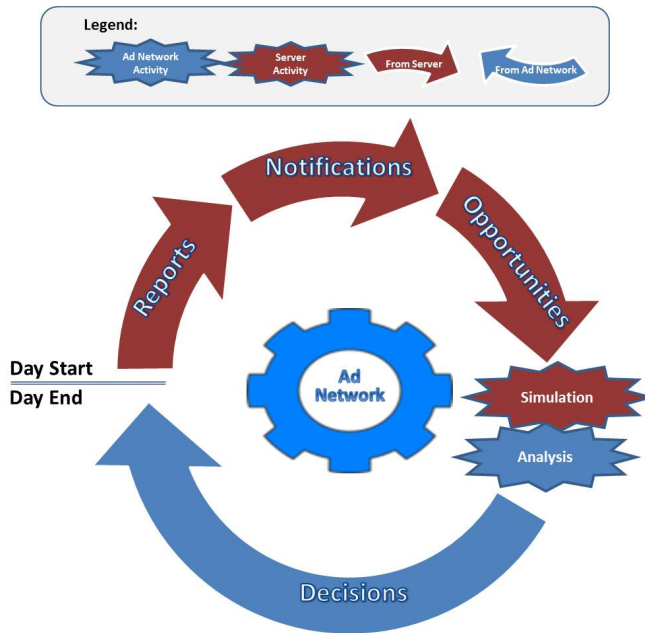 Legend:
Ad Network
Activity
Server
Activity
From Server
From Ad Network
Notifications
Reports
Opportunities
Day Start
Day End
Ad
Network
Simulation
Analysis
Decisions